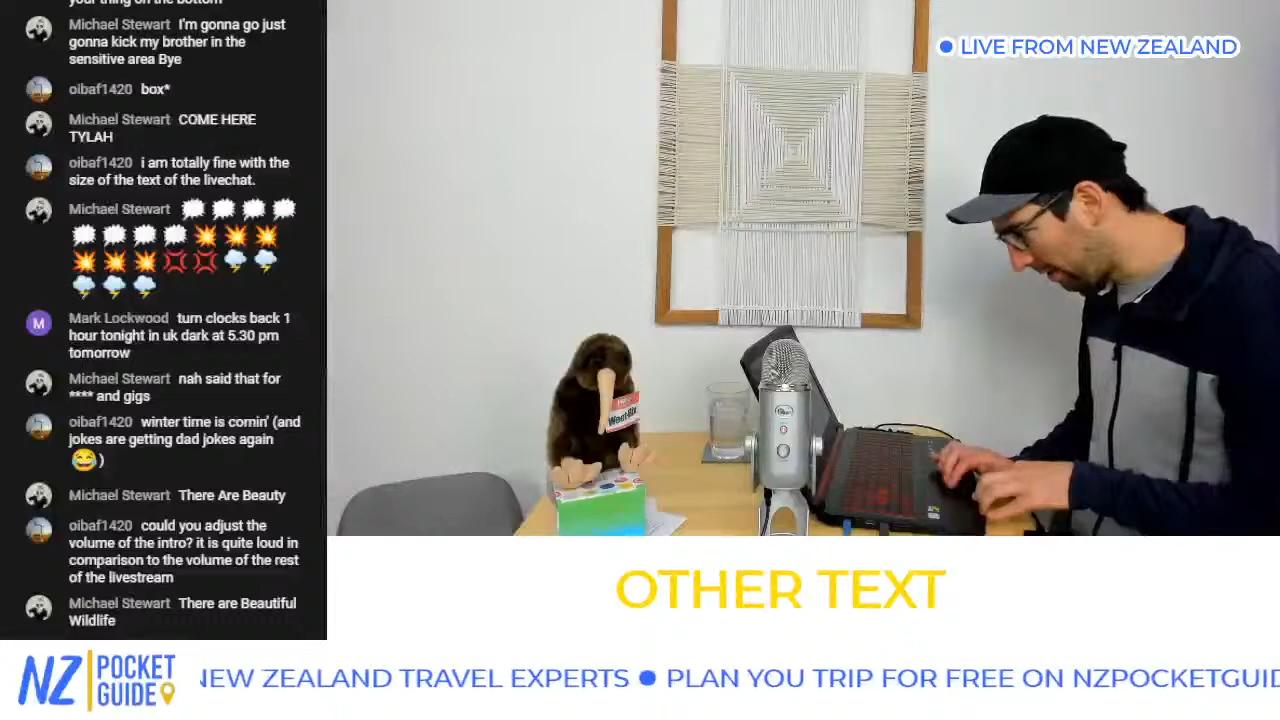 your thing on the bottom
Michael Stewart I'm gonna go just
gonna kick my brother in the
sensitive area Bye
oibaf1420 box*
Michael Stewart COME HERE
TYLAH
oibaf1420 i am totally fine with the
size of the text of the livechat.
Michael Stewart
M
Mark Lockwood turn clocks back 1
hour tonight in uk dark at 5.30 pm
tomorrow
Michael Stewart nah said that for
**** and gigs
oibaf1420 winter time is comin' (and
jokes are getting dad jokes again
😂)
Michael Stewart There Are Beauty
oibaf1420 could you adjust the
volume of the intro? it is quite loud in
comparison to the volume of the rest
of the livestream
Michael Stewart There are Beautiful
Wildlife
LIVE FROM NEW ZEALAND
Weet-Bix
OTHER TEXT
NZ POCKET
GUIDE
NEW ZEALAND TRAVEL EXPERTS ● PLAN YOU TRIP FOR FREE ON NZPOCKETGUID